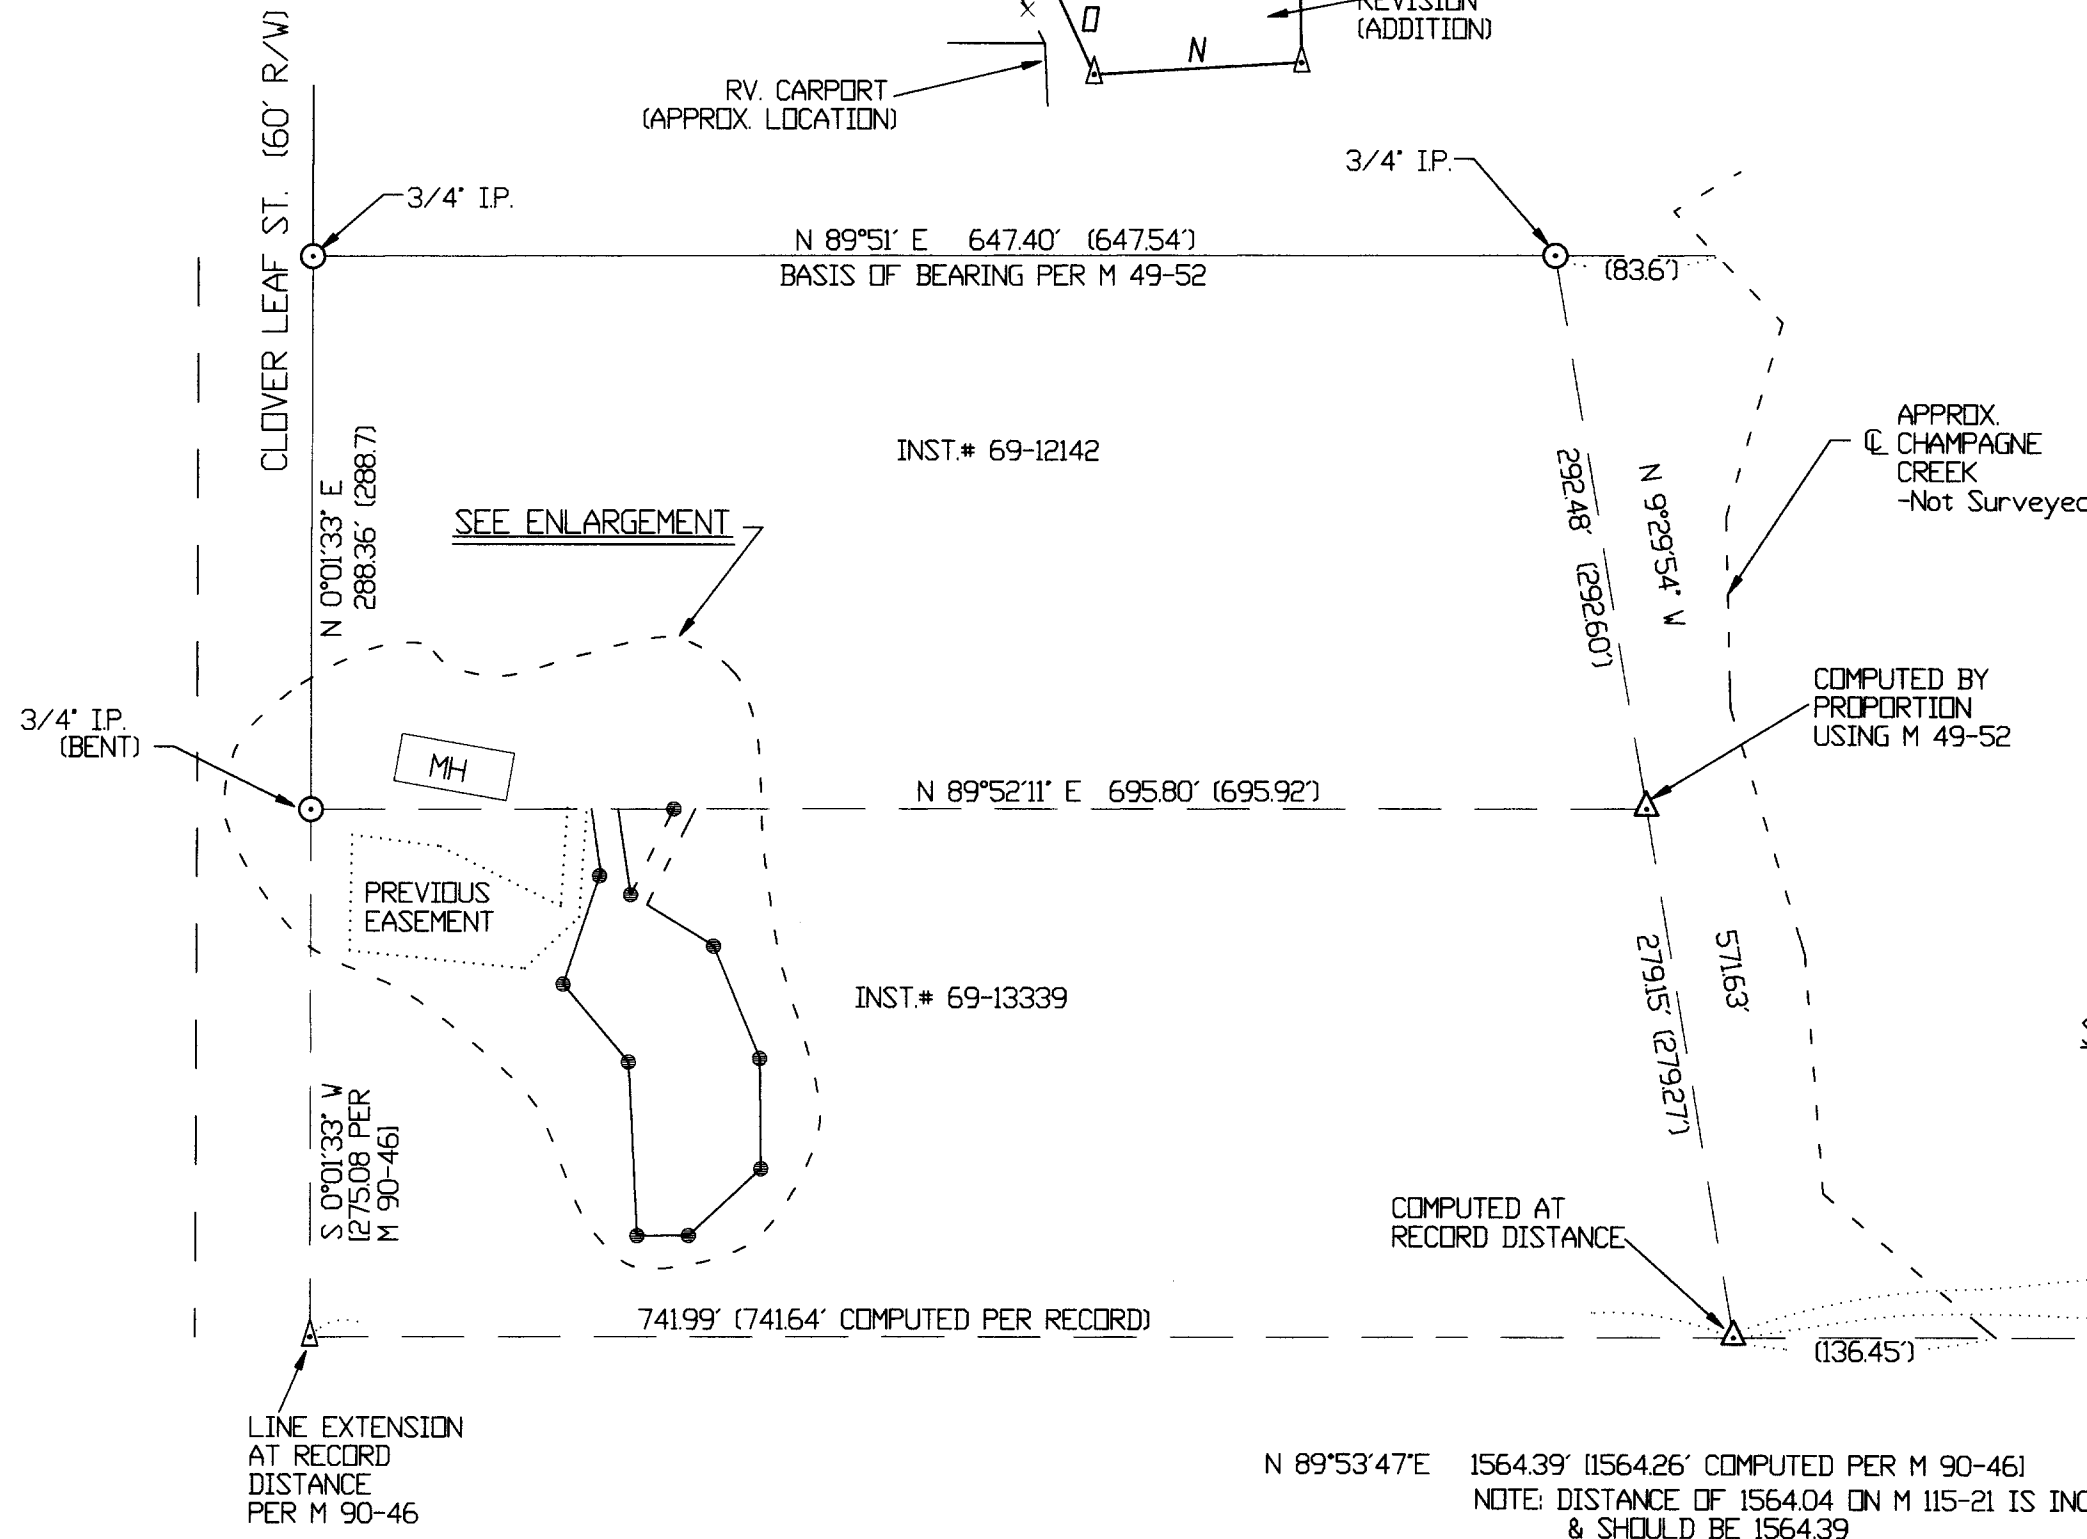 REVISION
(ADDITION)
N
RV. CARPORT
(APPROX. LOCATION)
CLOVER LEAF ST. (60' R/W)
3/4" I.P.
3/4" I.P.
N 89°51' E 647.40' (647.54')
BASIS OF BEARING PER M 49-52
(83.6')
APPROX.
℄ CHAMPAGNE
CREEK
-Not Surveyed
INST.# 69-12142
N 0°01'33" E
288.36' (288.7)
SEE ENLARGEMENT
292.48' (292.60')
N 9°29'54" W
COMPUTED BY
PROPORTION
USING M 49-52
3/4" I.P.
(BENT)
MH
N 89°52'11" E 695.80' (695.92')
PREVIOUS
EASEMENT
INST.# 69-13339
279.15' (279.27')
571.63'
S 0°01'33" W
[275.08 PER
M 90-46]
COMPUTED AT
RECORD DISTANCE
741.99' (741.64' COMPUTED PER RECORD)
(136.45')
LINE EXTENSION
AT RECORD
DISTANCE
PER M 90-46
N 89°53'47"E 1564.39' [1564.26' COMPUTED PER M 90-46]
NOTE: DISTANCE OF 1564.04 ON M 115-21 IS
& SHOULD BE 1564.39